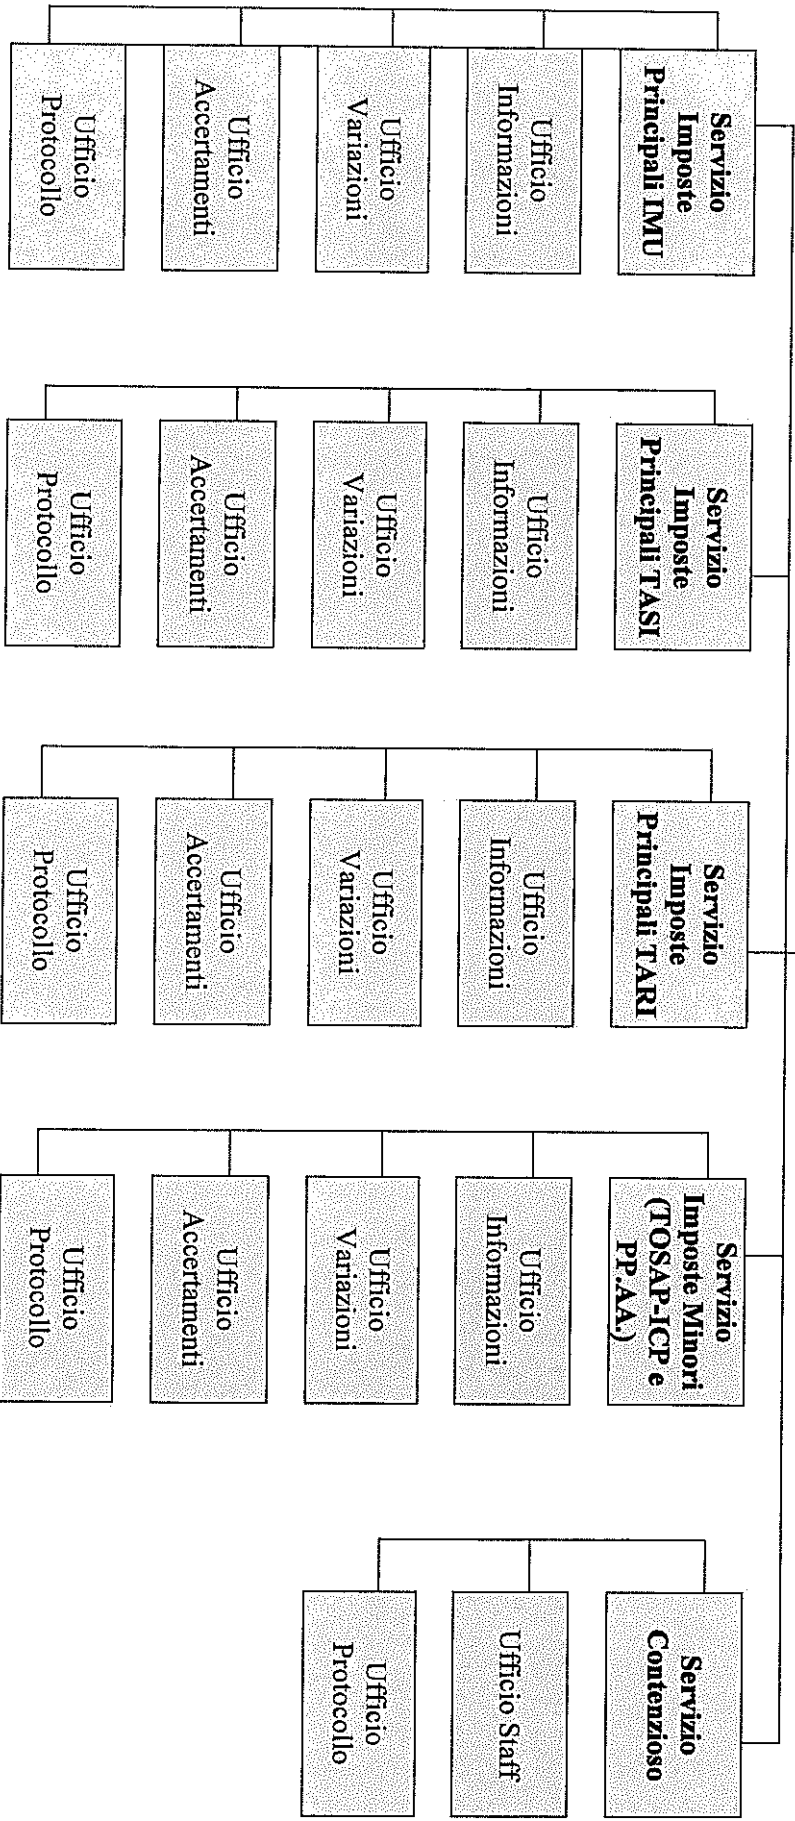 Servizio
Imposte
Principali IMU
Ufficio
Informazioni
Ufficio
Variazioni
Ufficio
Accertamenti
Ufficio
Protocollo
Servizio
Imposte
Principali TASI
Ufficio
Informazioni
Ufficio
Variazioni
Ufficio
Accertamenti
Ufficio
Protocollo
Servizio
Imposte
Principali TARI
Ufficio
Informazioni
Ufficio
Variazioni
Ufficio
Accertamenti
Ufficio
Protocollo
Servizio
Imposte Minori
(TOSAP-ICP e
PP.AA.)
Ufficio
Informazioni
Ufficio
Variazioni
Ufficio
Accertamenti
Ufficio
Protocollo
Servizio
Contenzioso
Ufficio Staff
Ufficio
Protocollo